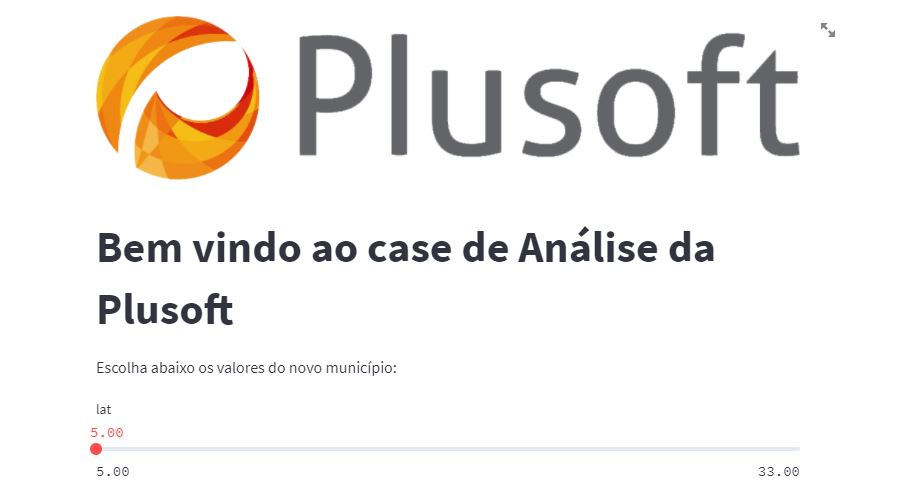 Plusoft
Bem vindo ao case de Análise da
Plusoft
Escolha abaixo os valores do novo município:
lat
5.00
5.00 33.00